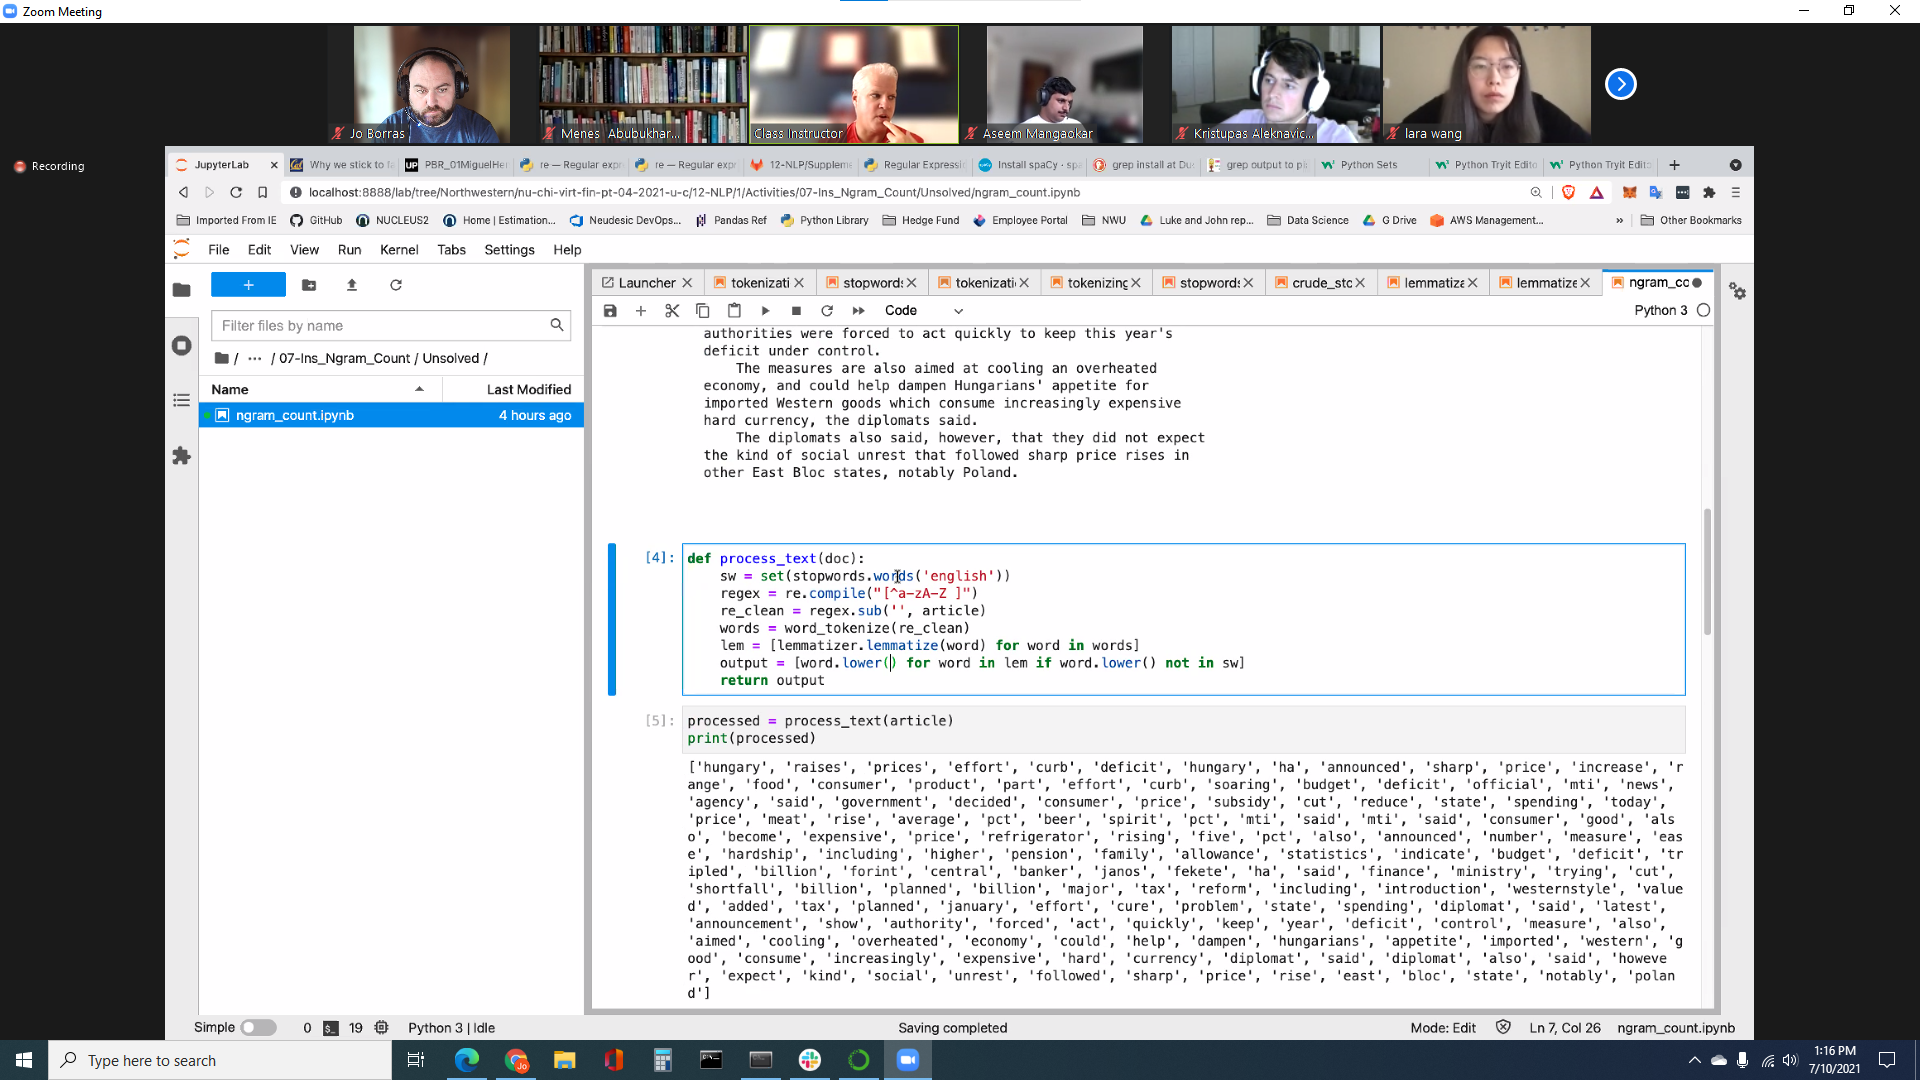 Zoom Meeting
Jo Borras
Menes Abubukhar...
Class Instructor
Aseem Mangaokar
Kristupas Aleknavic...
lara wang
Recording
JupyterLab
Why we stick to f
PBR_01MiguelHer
re — Regular expr
re — Regular expr
12-NLP/Suppleme
Regular Expressi
Install spaCy · spa
grep install at Du
grep output to pi
Python Sets
Python Tryit Edito
Python Tryit Edit
localhost:8888/lab/tree/Northwestern/nu-chi-virt-fin-pt-04-2021-u-c/12-NLP/1/Activities/07-Ins_Ngram_Count/Unsolved/ngram_count.ipynb
Imported From IE
GitHub
NUCLEUS2
Home | Estimation...
Neudesic DevOps...
Pandas Ref
Python Library
Hedge Fund
Employee Portal
NWU
Luke and John rep...
Data Science
G Drive
AWS Management...
»
Other Bookmarks
File Edit View Run Kernel Tabs Settings Help
Launcher
tokenizati
stopword:
tokenizati
tokenizing
stopword:
crude_stc
lemmatiza
lemmatize
ngram_cc
Filter files by name
Code
Python 3
/ ... / 07-Ins_Ngram_Count / Unsolved /
Name Last Modified
ngram_count.ipynb 4 hours ago
authorities were forced to act quickly to keep this year's
deficit under control.
The measures are also aimed at cooling an overheated
economy, and could help dampen Hungarians' appetite for
imported Western goods which consume increasingly expensive
hard currency, the diplomats said.
The diplomats also said, however, that they did not expect
the kind of social unrest that followed sharp price rises in
other East Bloc states, notably Poland.
[4]: def process_text(doc):
sw = set(stopwords.words('english'))
regex = re.compile("[^a-zA-Z ]")
re_clean = regex.sub('', article)
words = word_tokenize(re_clean)
lem = [lemmatizer.lemmatize(word) for word in words]
output = [word.lower() for word in lem if word.lower() not in sw]
return output
[5]: processed = process_text(article)
print(processed)
['hungary', 'raises', 'prices', 'effort', 'curb', 'deficit', 'hungary', 'ha', 'announced', 'sharp', 'price', 'increase', 'r
ange', 'food', 'consumer', 'product', 'part', 'effort', 'curb', 'soaring', 'budget', 'deficit', 'official', 'mti', 'news',
'agency', 'said', 'government', 'decided', 'consumer', 'price', 'subsidy', 'cut', 'reduce', 'state', 'spending', 'today',
'price', 'meat', 'rise', 'average', 'pct', 'beer', 'spirit', 'pct', 'mti', 'said', 'mti', 'said', 'consumer', 'good', 'als
o', 'become', 'expensive', 'price', 'refrigerator', 'rising', 'five', 'pct', 'also', 'announced', 'number', 'measure', 'eas
e', 'hardship', 'including', 'higher', 'pension', 'family', 'allowance', 'statistics', 'indicate', 'budget', 'deficit', 'tr
ipled', 'billion', 'forint', 'central', 'banker', 'janos', 'fekete', 'ha', 'said', 'finance', 'ministry', 'trying', 'cut',
'shortfall', 'billion', 'planned', 'billion', 'major', 'tax', 'reform', 'including', 'introduction', 'westernstyle', 'value
d', 'added', 'tax', 'planned', 'january', 'effort', 'cure', 'problem', 'state', 'spending', 'diplomat', 'said', 'latest',
'announcement', 'show', 'authority', 'forced', 'act', 'quickly', 'keep', 'year', 'deficit', 'control', 'measure', 'also',
'aimed', 'cooling', 'overheated', 'economy', 'could', 'help', 'dampen', 'hungarians', 'appetite', 'imported', 'western', 'g
ood', 'consume', 'increasingly', 'expensive', 'hard', 'currency', 'diplomat', 'said', 'diplomat', 'also', 'said', 'howeve
r', 'expect', 'kind', 'social', 'unrest', 'followed', 'sharp', 'price', 'rise', 'east', 'bloc', 'state', 'notably', 'polan
d']
Simple 0 19 Python 3 | Idle Saving completed Mode: Edit Ln 7, Col 26 ngram_count.ipynb
Type here to search
1:16 PM
7/10/2021